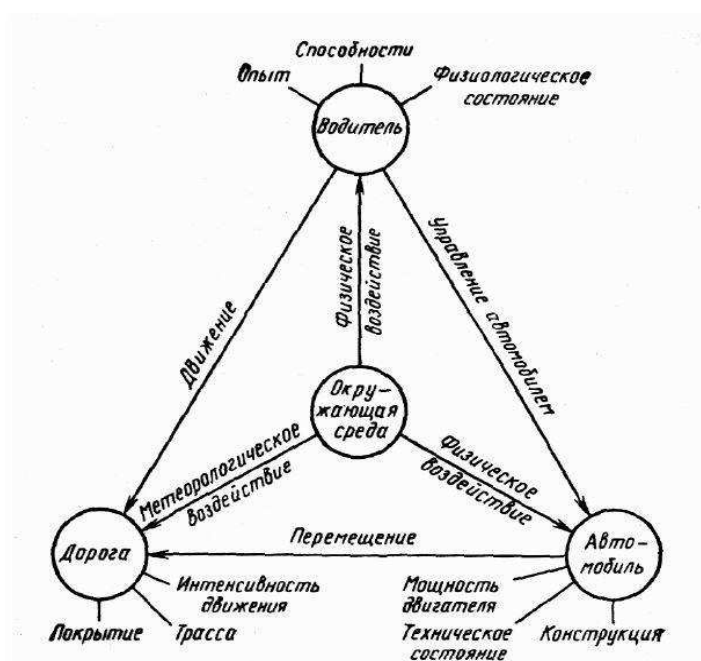 Способности
Опыт
Физиологическое
состояние
Водитель
Физическое
воздействие
Управление автомобилем
Движение
Окру-
жающая
среда
Метеорологическое
воздействие
Физическое
воздействие
Дорога
Перемещение
Авто-
мобиль
Интенсивность
движения
Мощность
двигателя
Покрытие
Трасса
Техническое
состояние
Конструкция